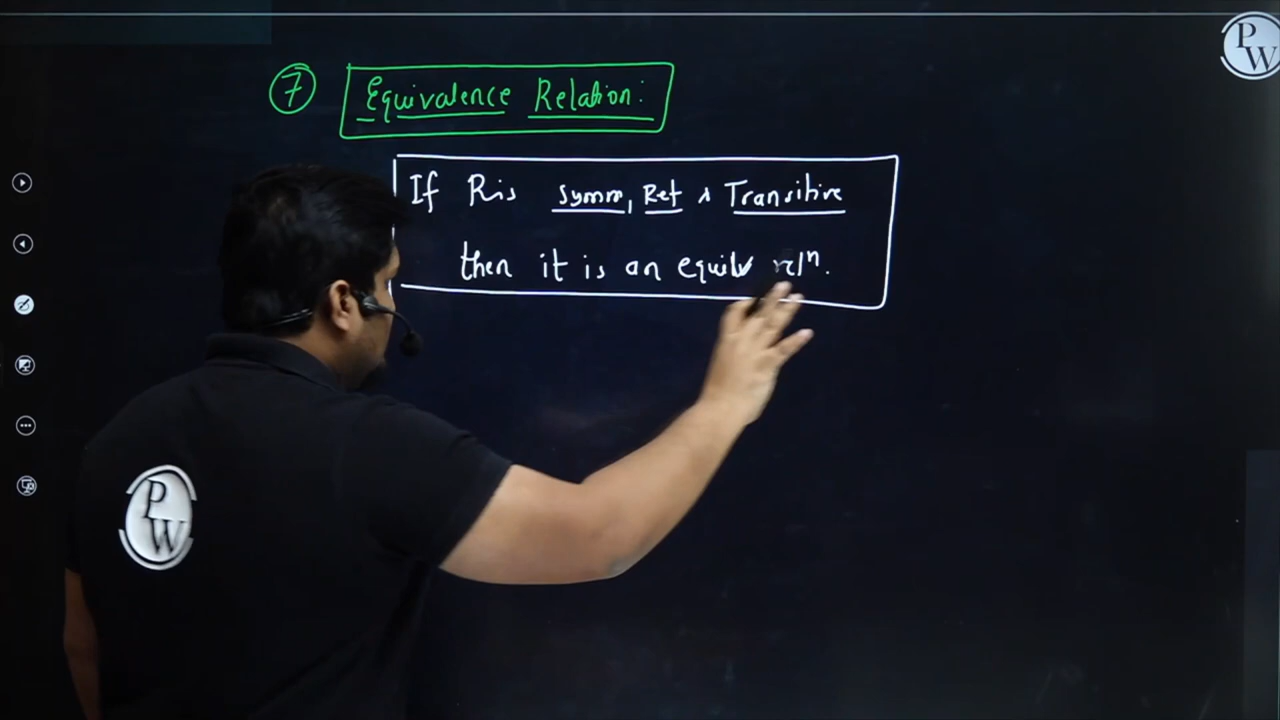 PW
7 Equivalence Relation:
If R is Symm, Ref & Transitive
then it is an equiv relⁿ.
PW